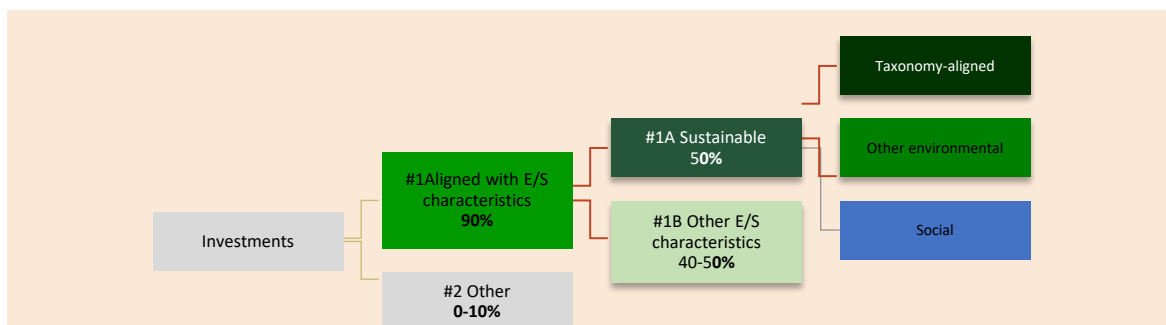 Investments
#1Aligned with E/S
characteristics
90%
#2 Other
0-10%
#1A Sustainable
50%
#1B Other E/S
characteristics
40-50%
Taxonomy-aligned
Other environmental
Social